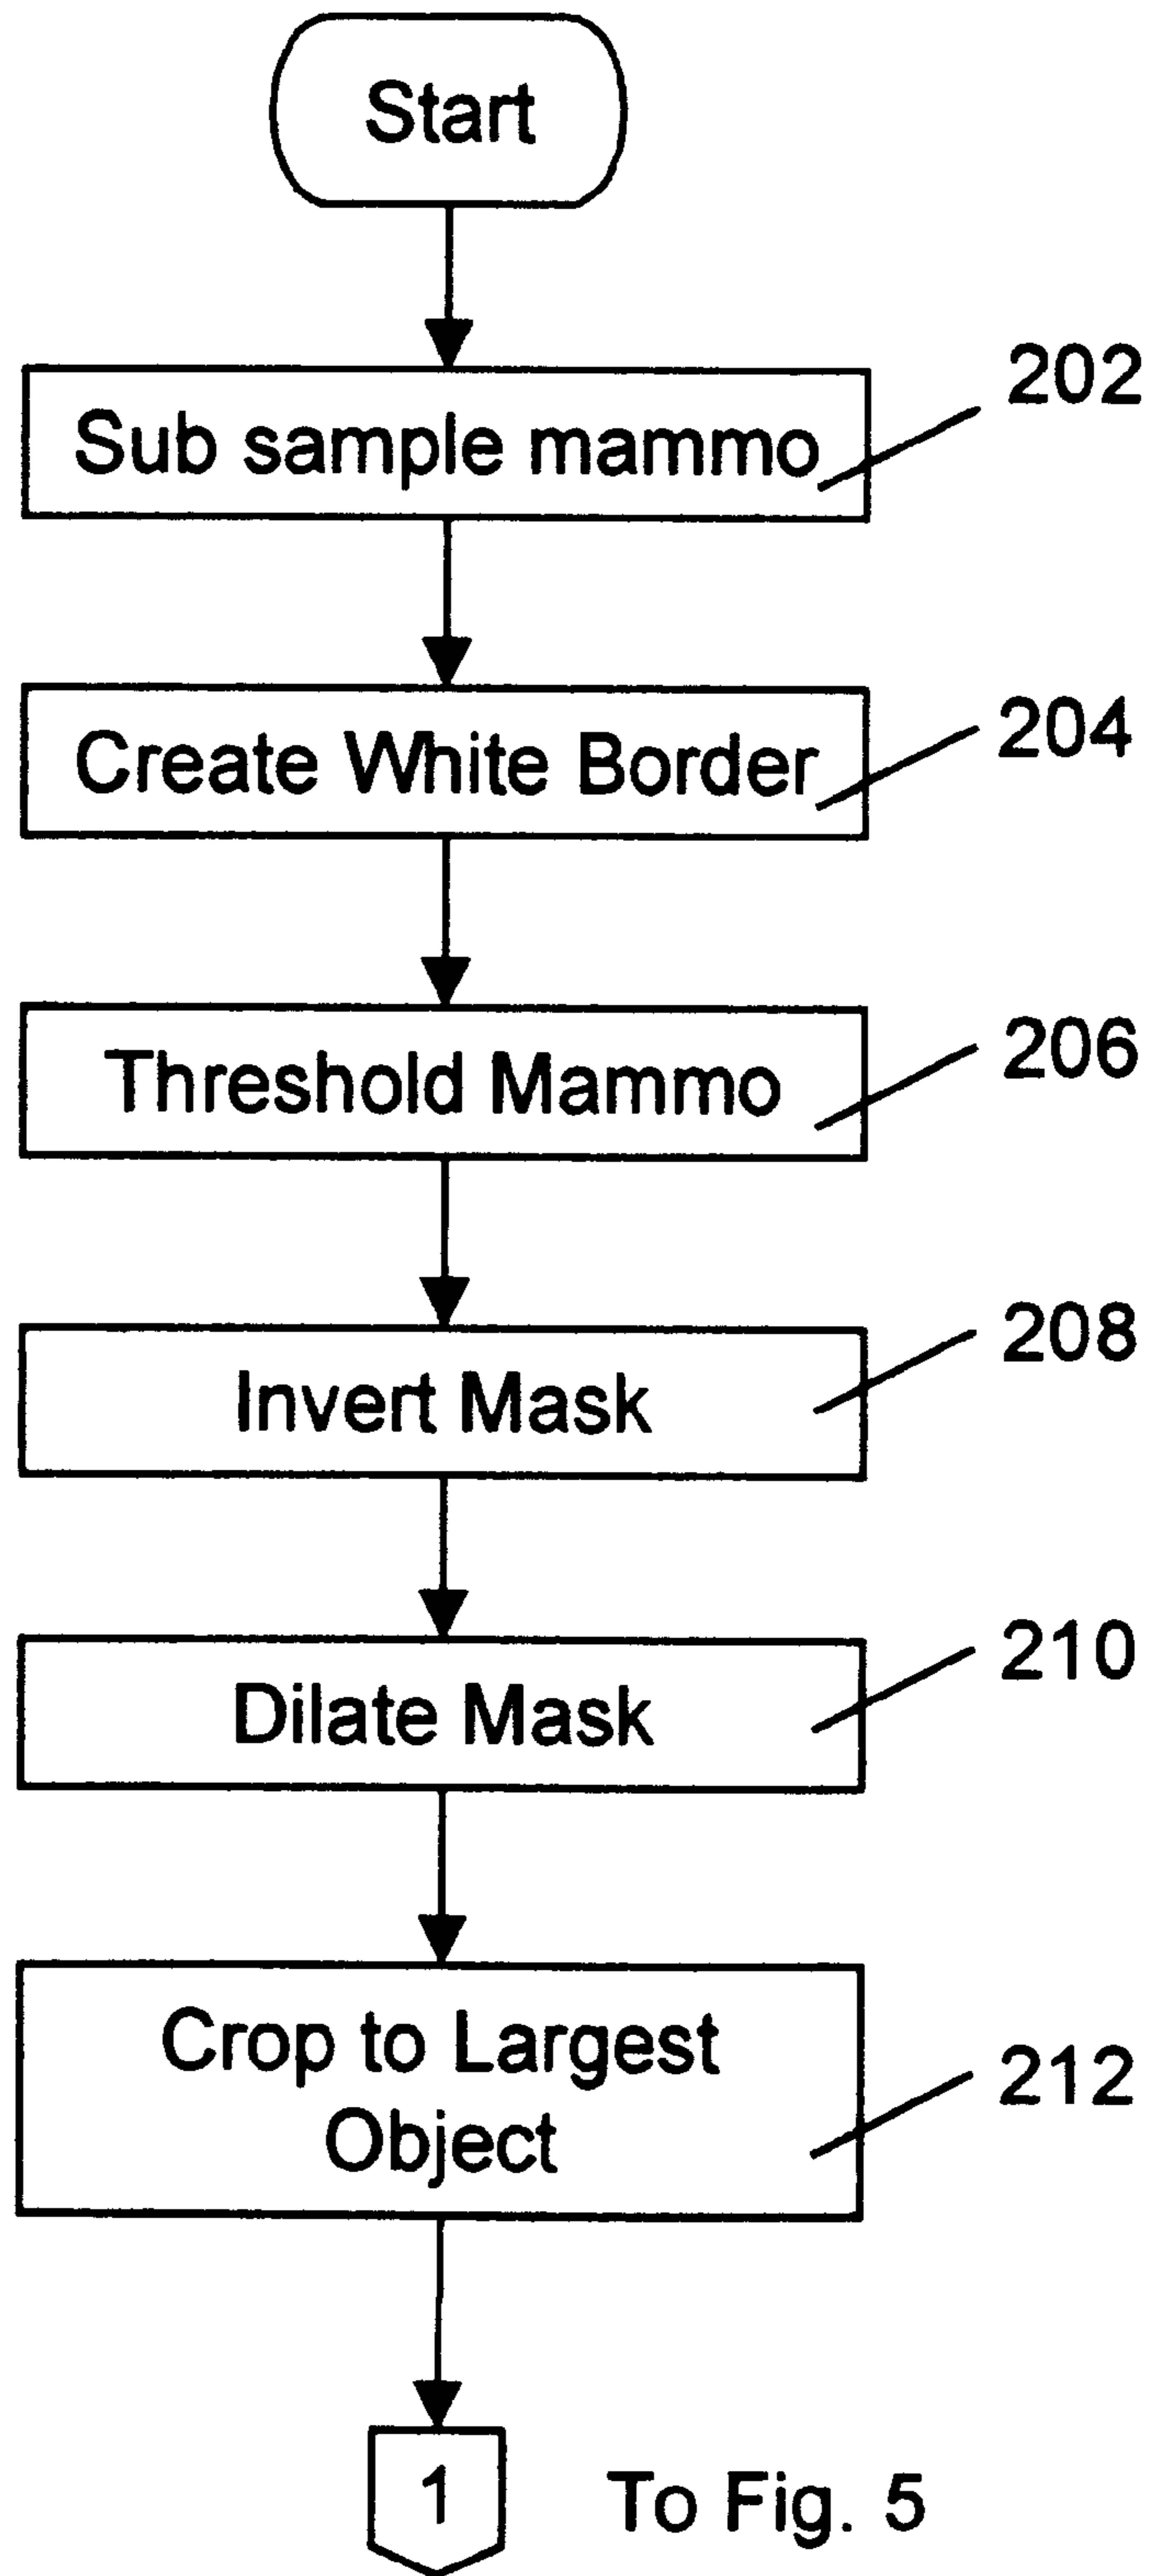 Start
Sub sample mammo
202
Create White Border
204
Threshold Mammo
206
Invert Mask
208
Dilate Mask
210
Crop to Largest
Object
212
1
To Fig. 5